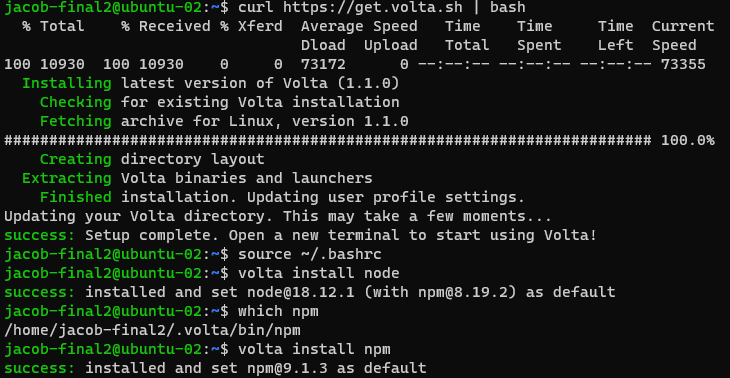 jacob-final2@ubuntu-02:~$ curl https://get.volta.sh | bash
  % Total    % Received % Xferd  Average Speed   Time    Time     Time  Current
                                 Dload  Upload   Total   Spent    Left  Speed
100 10930  100 10930    0     0  73172      0 --:--:-- --:--:-- --:--:-- 73355
  Installing latest version of Volta (1.1.0)
    Checking for existing Volta installation
    Fetching archive for Linux, version 1.1.0
######################################################################## 100.0%
    Creating directory layout
  Extracting Volta binaries and launchers
    Finished installation. Updating user profile settings.
Updating your Volta directory. This may take a few moments...
success: Setup complete. Open a new terminal to start using Volta!
jacob-final2@ubuntu-02:~$ source ~/.bashrc
jacob-final2@ubuntu-02:~$ volta install node
success: installed and set node@18.12.1 (with npm@8.19.2) as default
jacob-final2@ubuntu-02:~$ which npm
/home/jacob-final2/.volta/bin/npm
jacob-final2@ubuntu-02:~$ volta install npm
success: installed and set npm@9.1.3 as default